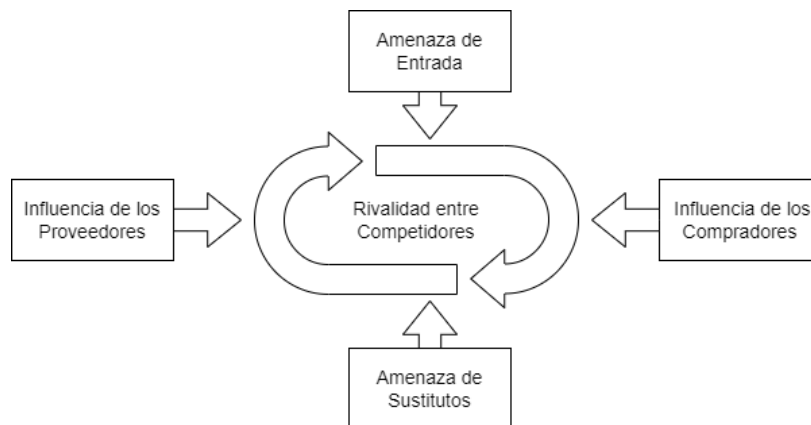 Amenaza de
Entrada
Influencia de los
Proveedores
Rivalidad entre
Competidores
Influencia de los
Compradores
Amenaza de
Sustitutos